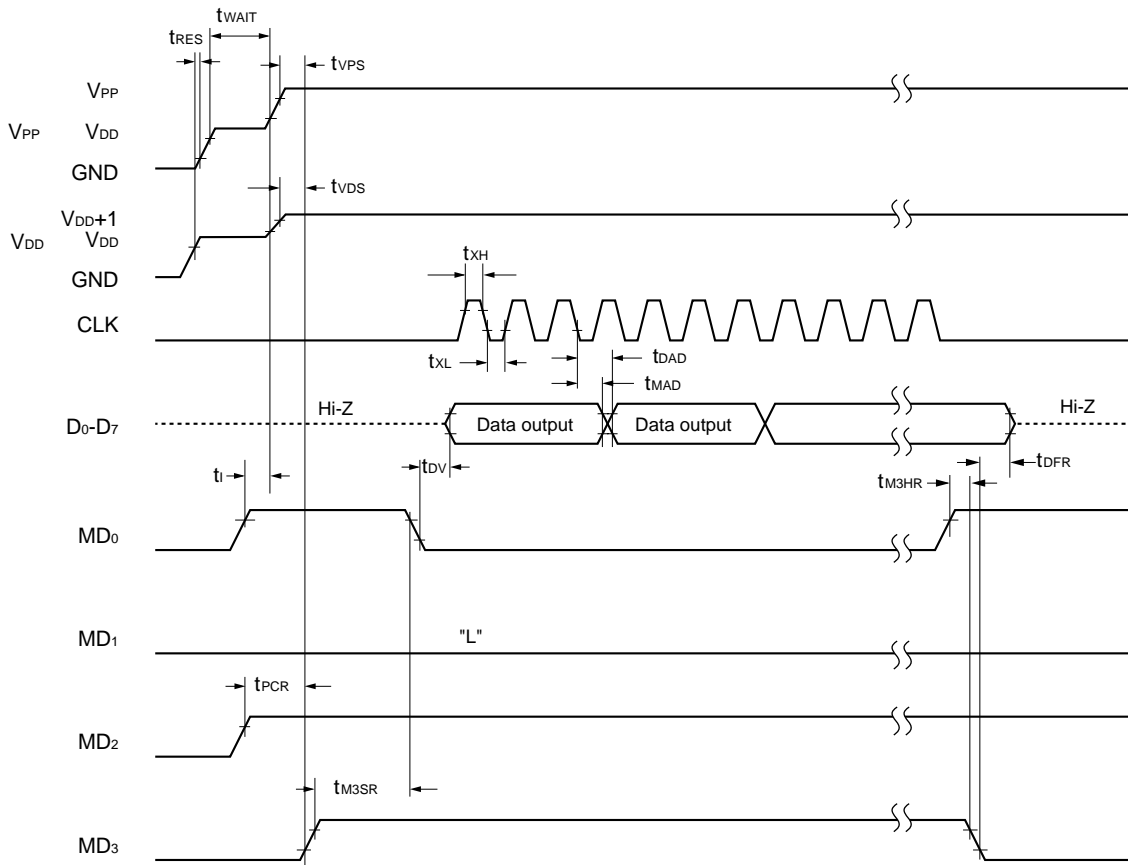 tWAIT
tRES
tVPS
VPP
VPP VDD
GND
tVDS
VDD+1
VDD VDD
GND
tXH
CLK
tXL
tDAD
tMAD
Hi-Z
Hi-Z
D0-D7
Data output
Data output
tI
tDV
tDFR
tM3HR
MD0
MD1
"L"
tPCR
MD2
tM3SR
MD3